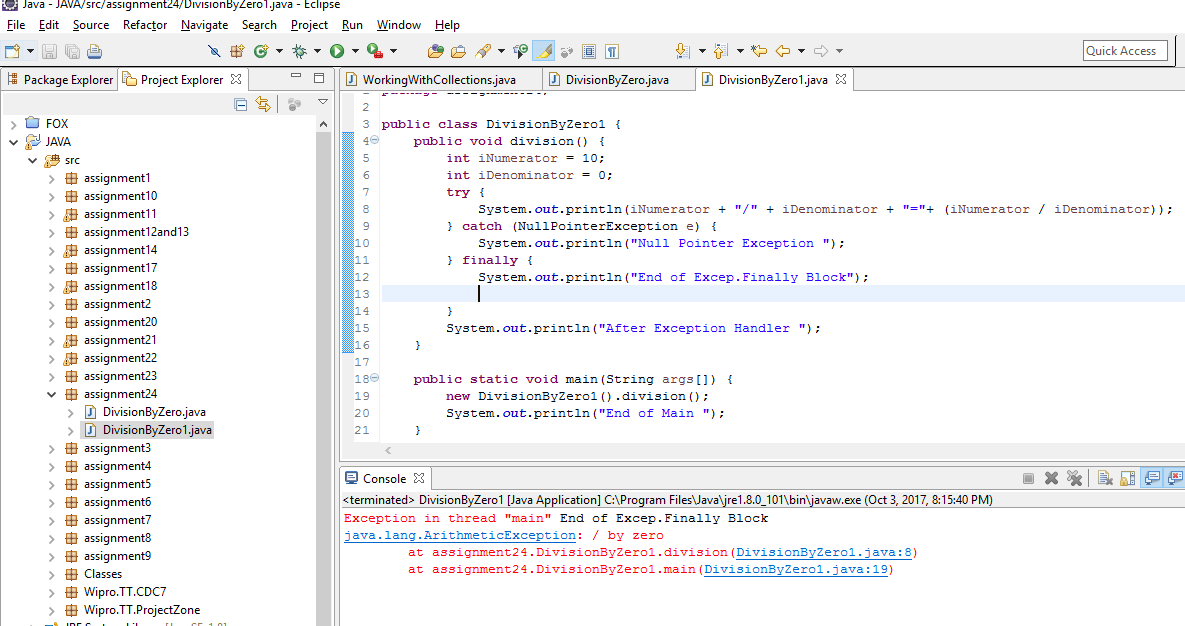 Java - JAVA/src/assignment24/DivisionByZero1.java - Eclipse
File Edit Source Refactor Navigate Search Project Run Window Help
Quick Access
Package Explorer Project Explorer
FOX
JAVA
src
assignment1
assignment10
assignment11
assignment12and13
assignment14
assignment17
assignment18
assignment2
assignment20
assignment21
assignment22
assignment23
assignment24
DivisionByZero.java
DivisionByZero1.java
assignment3
assignment4
assignment5
assignment6
assignment7
assignment8
assignment9
Classes
Wipro.TT.CDC7
Wipro.TT.ProjectZone
WorkingWithCollections.java DivisionByZero.java DivisionByZero1.java
2
3 public class DivisionByZero1 {
4 public void division() {
5 int iNumerator = 10;
6 int iDenominator = 0;
7 try {
8 System.out.println(iNumerator + "/" + iDenominator + "="+ (iNumerator / iDenominator));
9 } catch (NullPointerException e) {
10 System.out.println("Null Pointer Exception ");
11 } finally {
12 System.out.println("End of Excep.Finally Block");
13
14 }
15 System.out.println("After Exception Handler ");
16 }
17
18 public static void main(String args[]) {
19 new DivisionByZero1().division();
20 System.out.println("End of Main ");
21 }
Console
<terminated> DivisionByZero1 [Java Application] C:\Program Files\Java\jre1.8.0_101\bin\javaw.exe (Oct 3, 2017, 8:15:40 PM)
Exception in thread "main" End of Excep.Finally Block
java.lang.ArithmeticException: / by zero
at assignment24.DivisionByZero1.division(DivisionByZero1.java:8)
at assignment24.DivisionByZero1.main(DivisionByZero1.java:19)